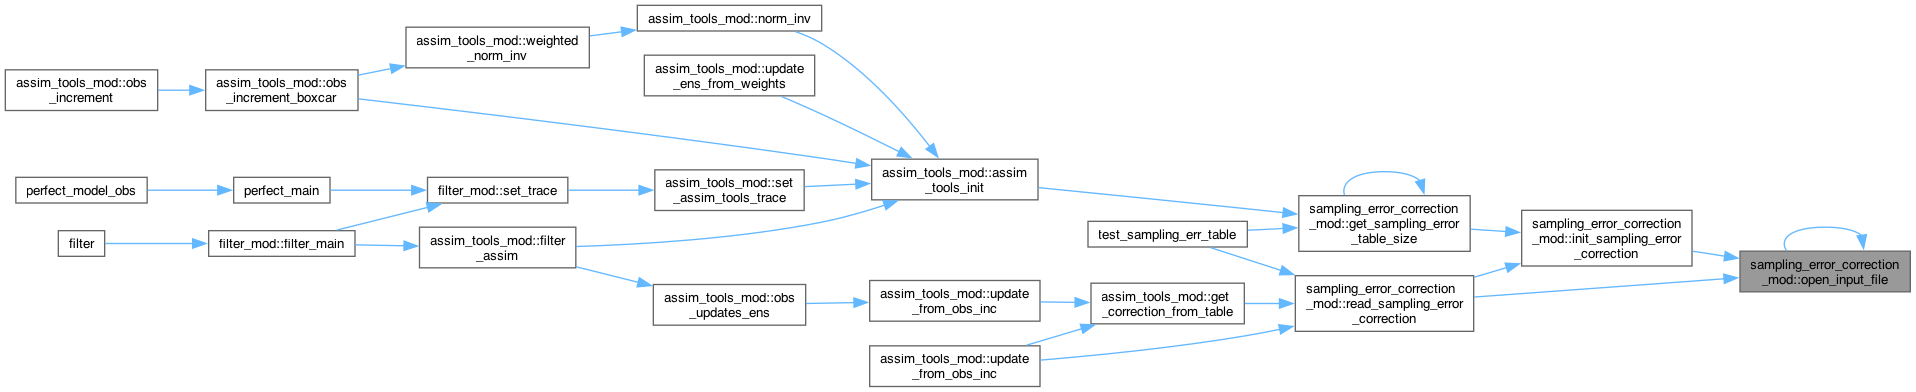 assim_tools_mod::obs
_increment
assim_tools_mod::obs
_increment_boxcar
assim_tools_mod::weighted
_norm_inv
assim_tools_mod::norm_inv
assim_tools_mod::update
_ens_from_weights
perfect_model_obs
perfect_main
filter_mod::set_trace
assim_tools_mod::set
_assim_tools_trace
assim_tools_mod::assim
_tools_init
filter
filter_mod::filter_main
assim_tools_mod::filter
_assim
assim_tools_mod::obs
_updates_ens
assim_tools_mod::update
_from_obs_inc
assim_tools_mod::update
_from_obs_inc
test_sampling_err_table
assim_tools_mod::get
_correction_from_table
sampling_error_correction
_mod::get_sampling_error
_table_size
sampling_error_correction
_mod::read_sampling_error
_correction
sampling_error_correction
_mod::init_sampling_error
_correction
sampling_error_correction
_mod::open_input_file